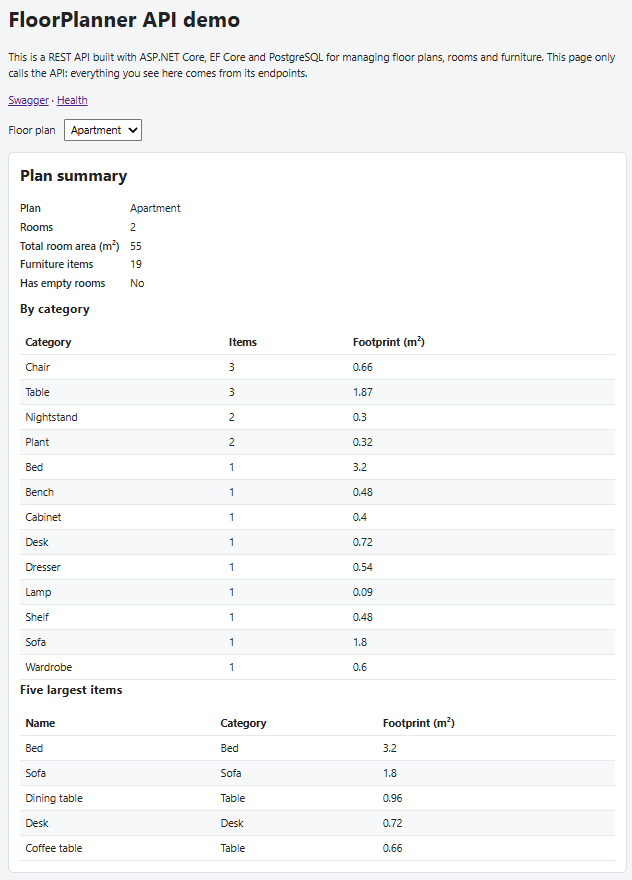 FloorPlanner API demo
This is a REST API built with ASP.NET Core, EF Core and PostgreSQL for managing floor plans, rooms and furniture. This page only
calls the API: everything you see here comes from its endpoints.
Swagger · Health
Floor plan Apartment
Plan summary
Plan Apartment
Rooms 2
Total room area (m²) 55
Furniture items 19
Has empty rooms No
By category
Category Items Footprint (m²)
Chair 3 0.66
Table 3 1.87
Nightstand 2 0.3
Plant 2 0.32
Bed 1 3.2
Bench 1 0.48
Cabinet 1 0.4
Desk 1 0.72
Dresser 1 0.54
Lamp 1 0.09
Shelf 1 0.48
Sofa 1 1.8
Wardrobe 1 0.6
Five largest items
Name Category Footprint (m²)
Bed Bed 3.2
Sofa Sofa 1.8
Dining table Table 0.96
Desk Desk 0.72
Coffee table Table 0.66